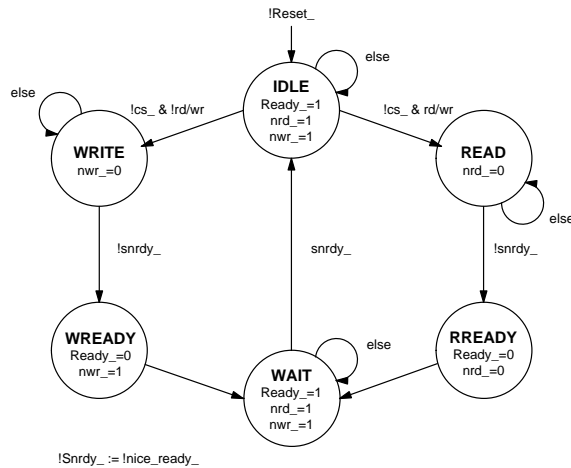 !Reset_
else
IDLE
Ready_=1
nrd_=1
nwr_=1
else
!cs_ & !rd/wr
!cs_ & rd/wr
WRITE
nwr_=0
READ
nrd_=0
else
!snrdy_
snrdy_
!snrdy_
WREADY
Ready_=0
nwr_=1
else
RREADY
Ready_=0
nrd_=0
WAIT
Ready_=1
nrd_=1
nwr_=1
!Snrdy_ := !nice_ready_